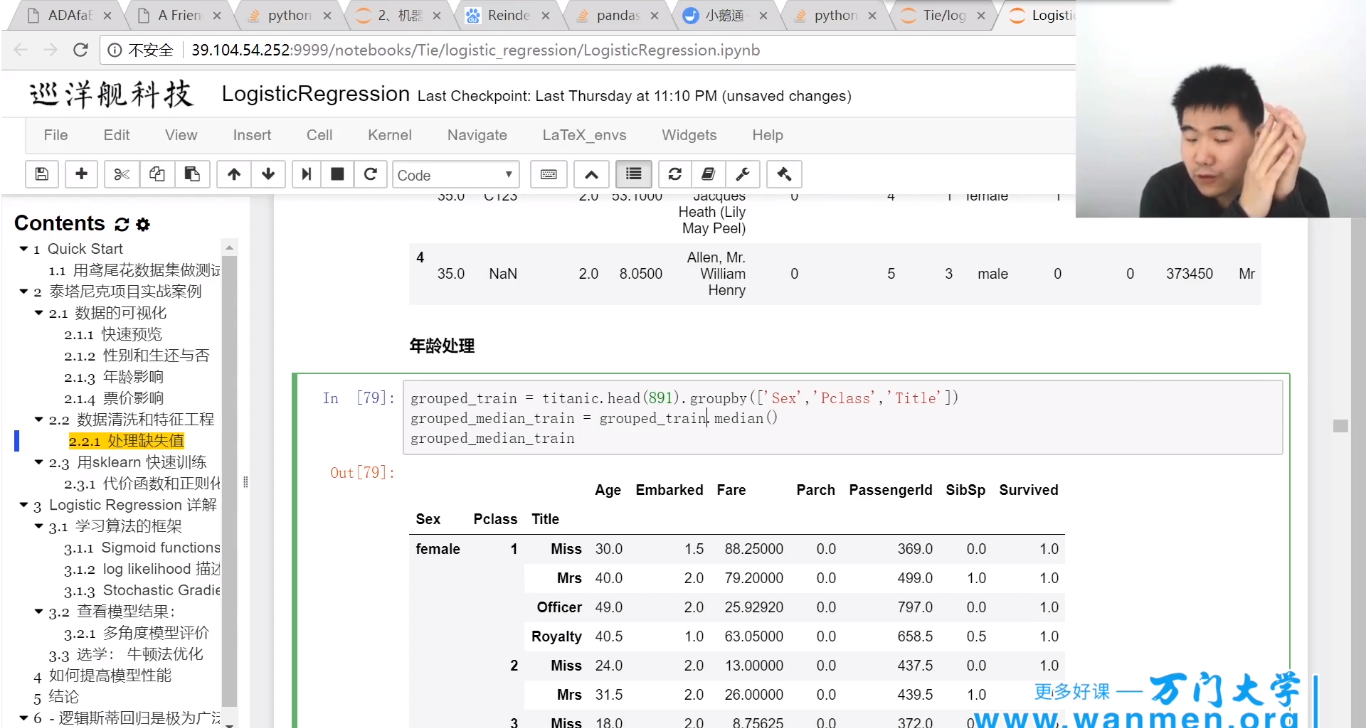 ADAfaB
A Frien
python
2、机器
Reinde
pandas
小鹅通 -
python
Tie/log
Logistic
不安全 39.104.54.252:9999/notebooks/Tie/logistic_regression/LogisticRegression.ipynb
巡洋舰科技 LogisticRegression Last Checkpoint: Last Thursday at 11:10 PM (unsaved changes)
File Edit View Insert Cell Kernel Navigate LaTeX_envs Widgets Help
Code
Contents
1 Quick Start
1.1 用鸢尾花数据集做测试
2 泰塔尼克项目实战案例
2.1 数据的可视化
2.1.1 快速预览
2.1.2 性别和生还与否
2.1.3 年龄影响
2.1.4 票价影响
2.2 数据清洗和特征工程
2.2.1 处理缺失值
2.3 用sklearn 快速训练
2.3.1 代价函数和正则化
3 Logistic Regression 详解
3.1 学习算法的框架
3.1.1 Sigmoid functions
3.1.2 log likelihood 描述
3.1.3 Stochastic Gradie
3.2 查看模型结果：
3.2.1 多角度模型评价
3.3 选学： 牛顿法优化
4 如何提高模型性能
5 结论
6 - 逻辑斯蒂回归是极为广泛
35.0 C123 2.0 53.1000 Jacques 0 4 1 female 1
Heath (Lily
May Peel)
4 35.0 NaN 2.0 8.0500 Allen, Mr. William Henry 0 5 3 male 0 0 373450 Mr
年龄处理
In [79]: grouped_train = titanic.head(891).groupby(['Sex','Pclass','Title'])
grouped_median_train = grouped_train.median()
grouped_median_train
Out[79]:
Age Embarked Fare Parch PassengerId SibSp Survived
Sex Pclass Title
female 1 Miss 30.0 1.5 88.25000 0.0 369.0 0.0 1.0
Mrs 40.0 2.0 79.20000 0.0 499.0 1.0 1.0
Officer 49.0 2.0 25.92920 0.0 797.0 0.0 1.0
Royalty 40.5 1.0 63.05000 0.0 658.5 0.5 1.0
2 Miss 24.0 2.0 13.00000 0.0 437.5 0.0 1.0
Mrs 31.5 2.0 26.00000 0.0 439.5 1.0
3 Miss 18.0 2.0 8.75625 0.0 372.0
更多好课 — 万门大学
www.wanmen.org